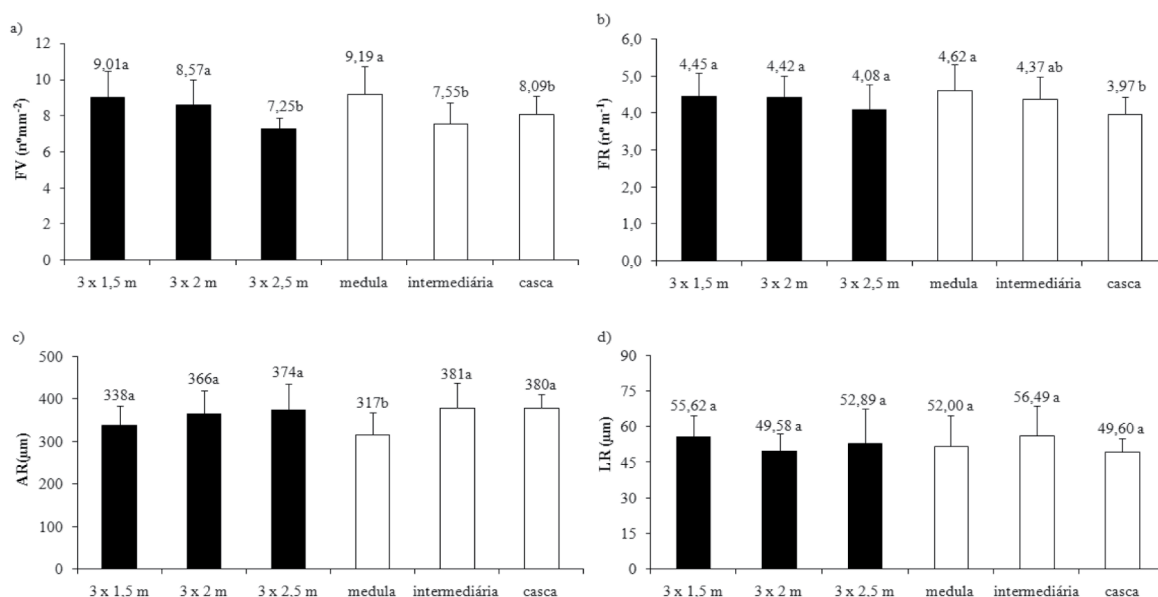 a)
FV (nºmm⁻²)
12
10
8
6
4
2
0
9,01a
8,57a
7,25b
9,19 a
7,55b
8,09b
3 x 1,5 m
3 x 2 m
3 x 2,5 m
medula
intermediária
casca
b)
FR (nº m⁻¹)
6,0
5,0
4,0
3,0
2,0
1,0
0,0
4,45 a
4,42 a
4,08 a
4,62 a
4,37 ab
3,97 b
3 x 1,5 m
3 x 2 m
3 x 2,5 m
medula
intermediária
casca
c)
AR(µm)
500
400
300
200
100
0
338a
366a
374a
317b
381a
380a
3 x 1,5 m
3 x 2 m
3 x 2,5 m
medula
intermediária
casca
d)
LR (µm)
90
75
60
45
30
15
0
55,62 a
49,58 a
52,89 a
52,00 a
56,49 a
49,60 a
3 x 1,5 m
3 x 2 m
3 x 2,5 m
medula
intermediária
casca